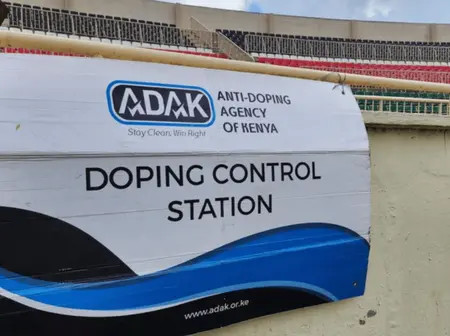 ADAK
Stay Clean, Win Right
ANTI-DOPING
AGENCY
OF KENYA
DOPING CONTROL
STATION
www.adak.or.ke